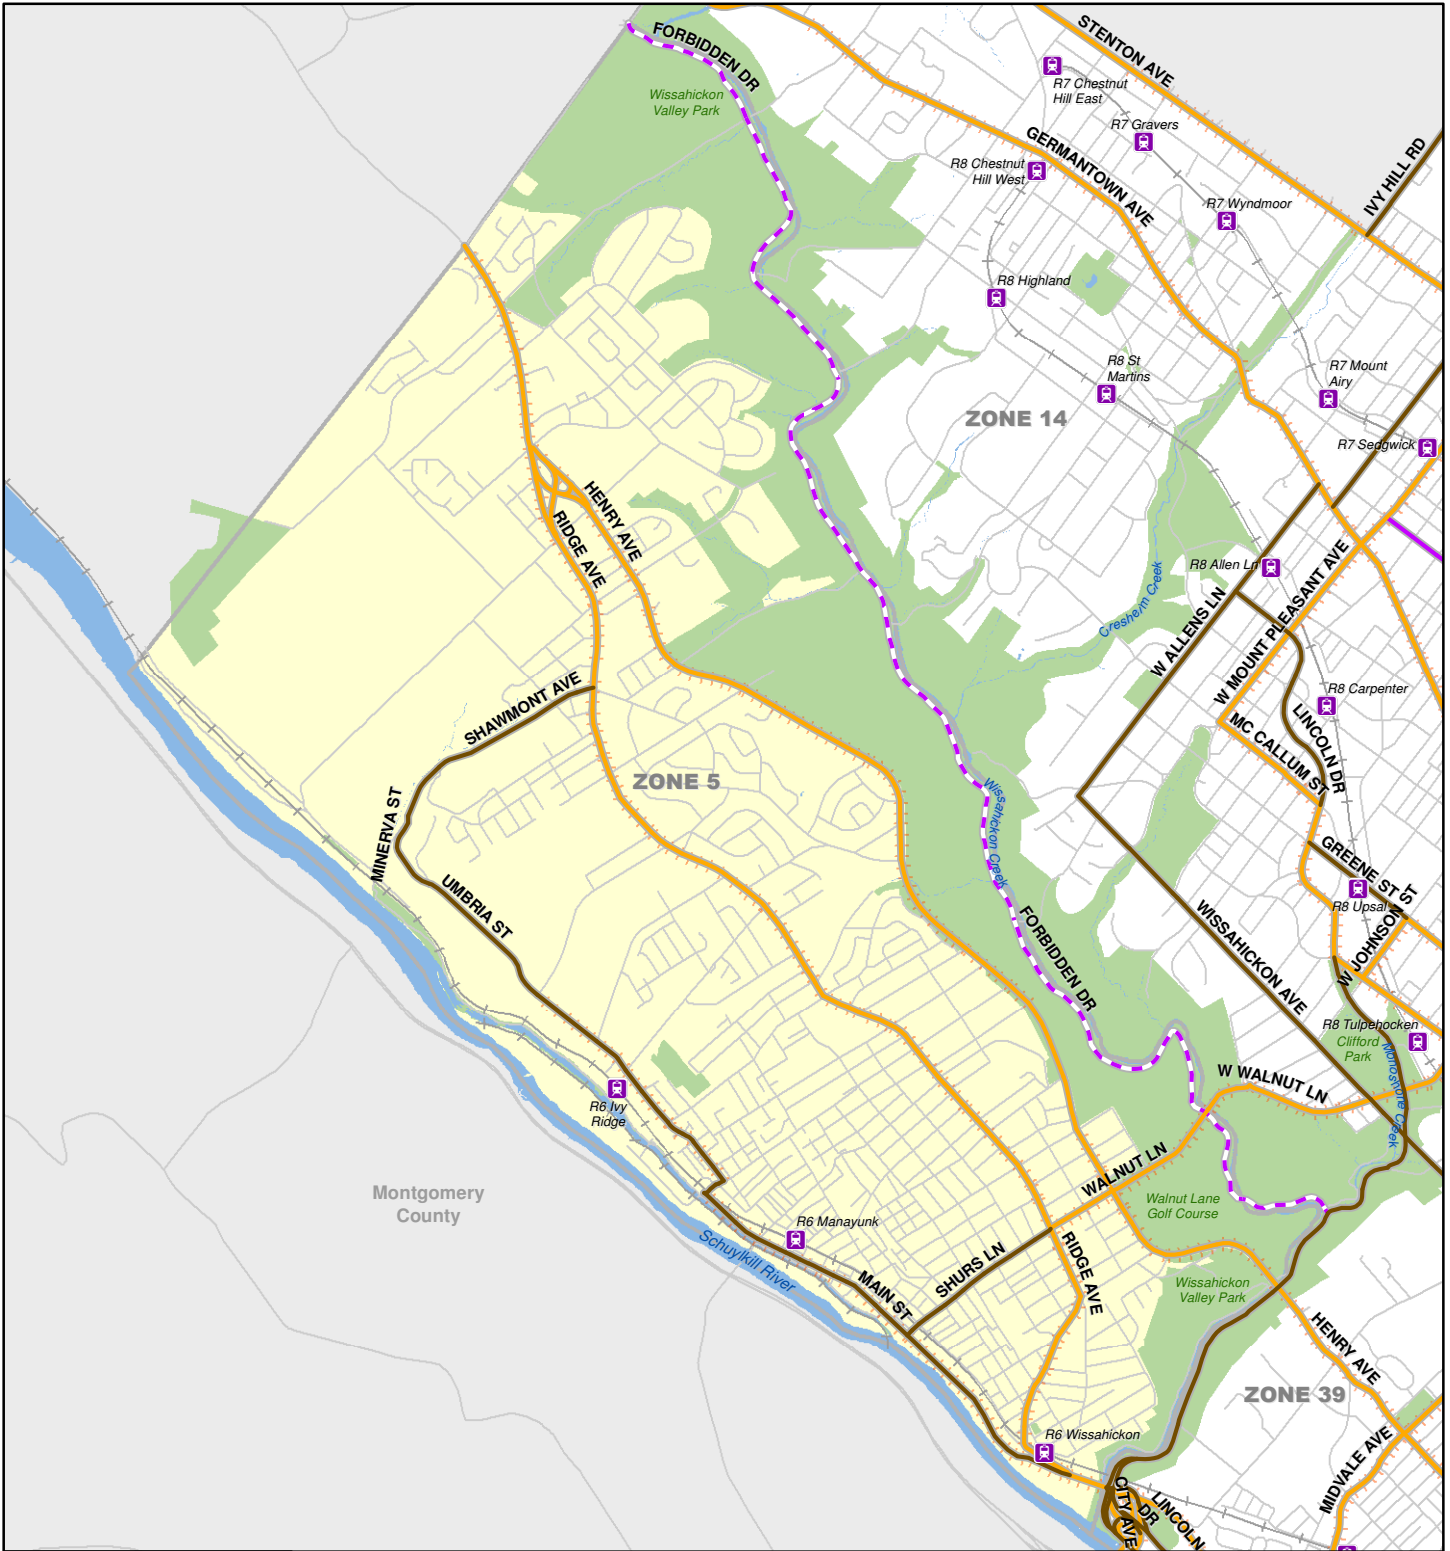 FORBIDDEN DR
STENTON AVE
Wissahickon
Valley Park
R7 Chestnut
Hill East
R7 Gravers
GERMANTOWN AVE
IVY HILL RD
R8 Chestnut
Hill West
R7 Wyndmoor
R8 Highland
R8 St
Martins
R7 Mount
Airy
ZONE 14
R7 Sedgwick
HENRY AVE
RIDGE AVE
R8 Allen Ln
Cresheim Creek
W ALLENS LN
W MOUNT PLEASANT AVE
SHAWMONT AVE
R8 Carpenter
LINCOLN DR
MC CALLUM ST
ZONE 5
MINERVA ST
Wissahickon Creek
GREENE ST
UMBRIA ST
R8 Upsal
W JOHNSON ST
WISSAHICKON AVE
FORBIDDEN DR
R8 Tulpehocken
Clifford
Park
Monoshone Creek
W WALNUT LN
R6 Ivy
Ridge
WALNUT LN
Montgomery
County
Walnut Lane
Golf Course
R6 Manayunk
Schuylkill River
SHURS LN
RIDGE AVE
MAIN ST
Wissahickon
Valley Park
HENRY AVE
ZONE 39
R6 Wissahickon
MIDVALE AVE
CITY AVE
LINCOLN
DR